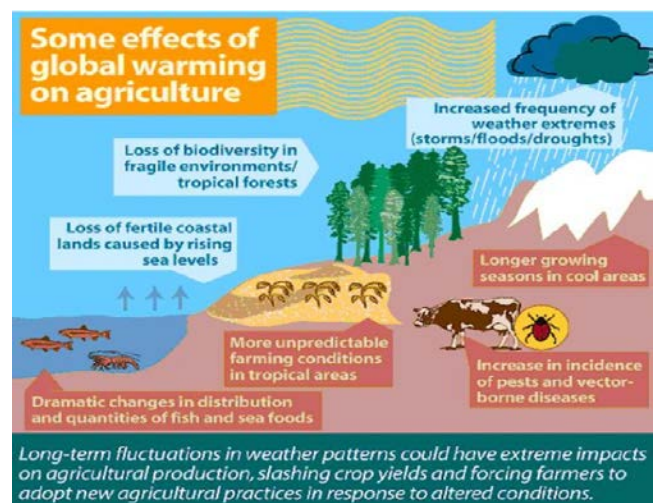 Some effects of
global warming
on agriculture
Increased frequency of
weather extremes
(storms/floods/droughts)
Loss of biodiversity in
fragile environments/
tropical forests
Loss of fertile coastal
lands caused by rising
sea levels
Longer growing
seasons in cool areas
More unpredictable
farming conditions
in tropical areas
Increase in incidence
of pests and vector-
borne diseases
Dramatic changes in distribution
and quantities of fish and sea foods
Long-term fluctuations in weather patterns could have extreme impacts
on agricultural production, slashing crop yields and forcing farmers to
adopt new agricultural practices in response to altered conditions.